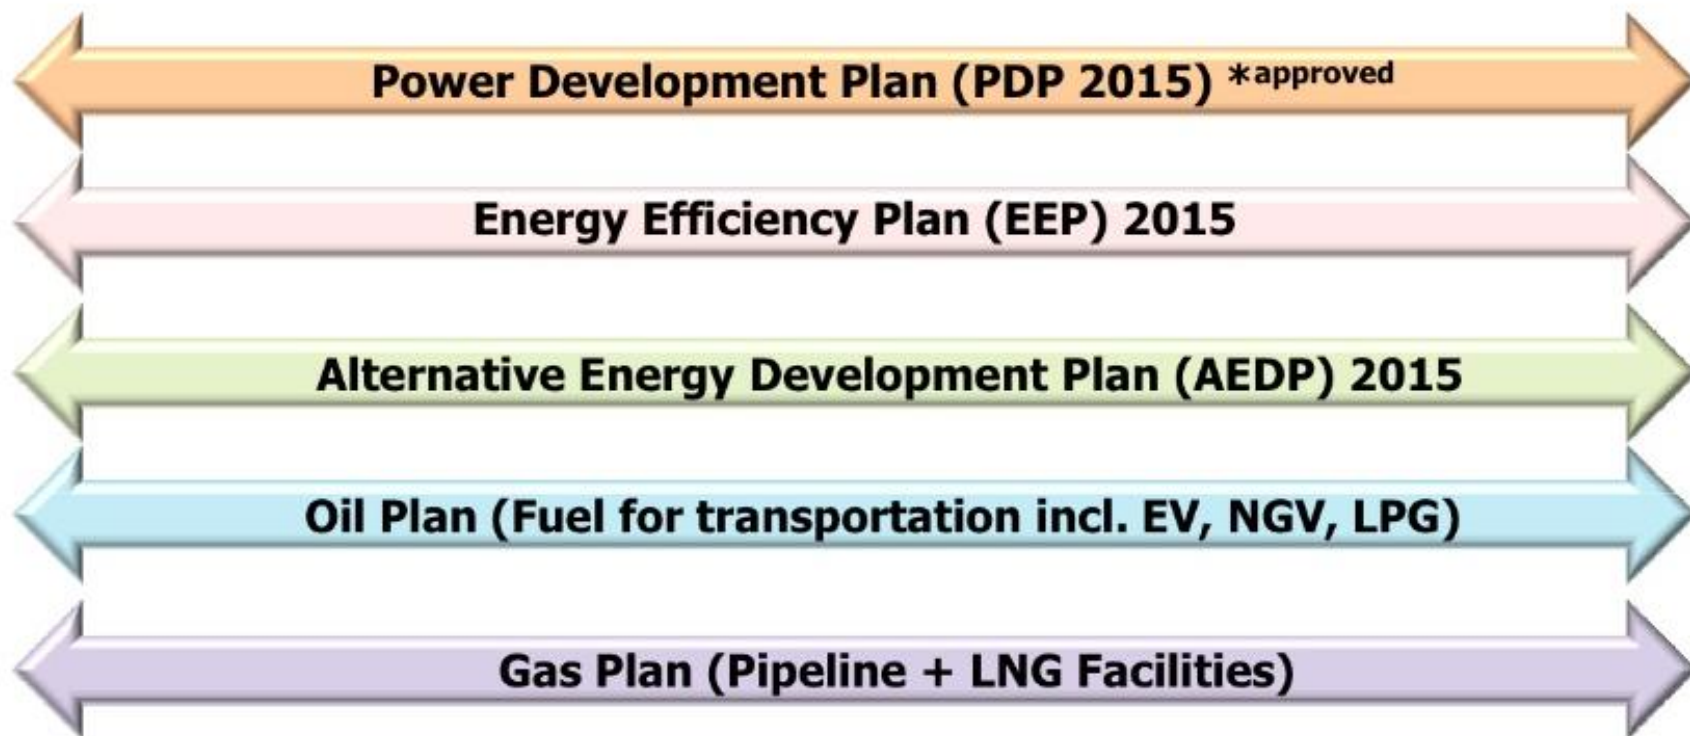 Power Development Plan (PDP 2015) *approved
Energy Efficiency Plan (EEP) 2015
Alternative Energy Development Plan (AEDP) 2015
Oil Plan (Fuel for transportation incl. EV, NGV, LPG)
Gas Plan (Pipeline + LNG Facilities)